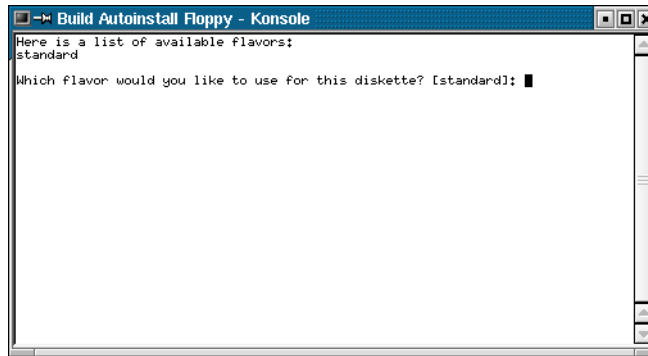 Build Autoinstall Floppy - Konsole
Here is a list of available flavors:
standard
Which flavor would you like to use for this diskette? [standard]: